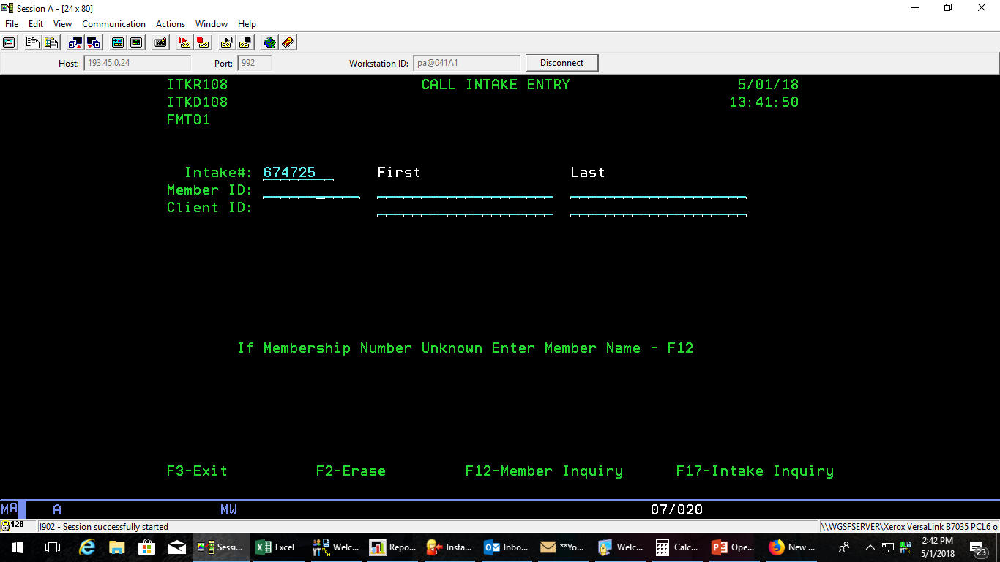 Session A - [24 x 80]
File Edit View Communication Actions Window Help
Host: 193.45.0.24 Port: 992 Workstation ID: pa@041A1 Disconnect
ITKR108 CALL INTAKE ENTRY 5/01/18
ITKD108 13:41:50
FMT01
Intake#: 674725 First Last
Member ID:
Client ID:
If Membership Number Unknown Enter Member Name - F12
F3-Exit F2-Erase F12-Member Inquiry F17-Intake Inquiry
MA A MW 07/020
128 I902 - Session successfully started \\WGSFSERVER\Xerox VersaLink B7035 PCL6 or
Sessi... Excel Welc... Repo... Insta... Inbo... **Yo... Welc... Calc... Ope... New ... 2:42 PM
5/1/2018 23